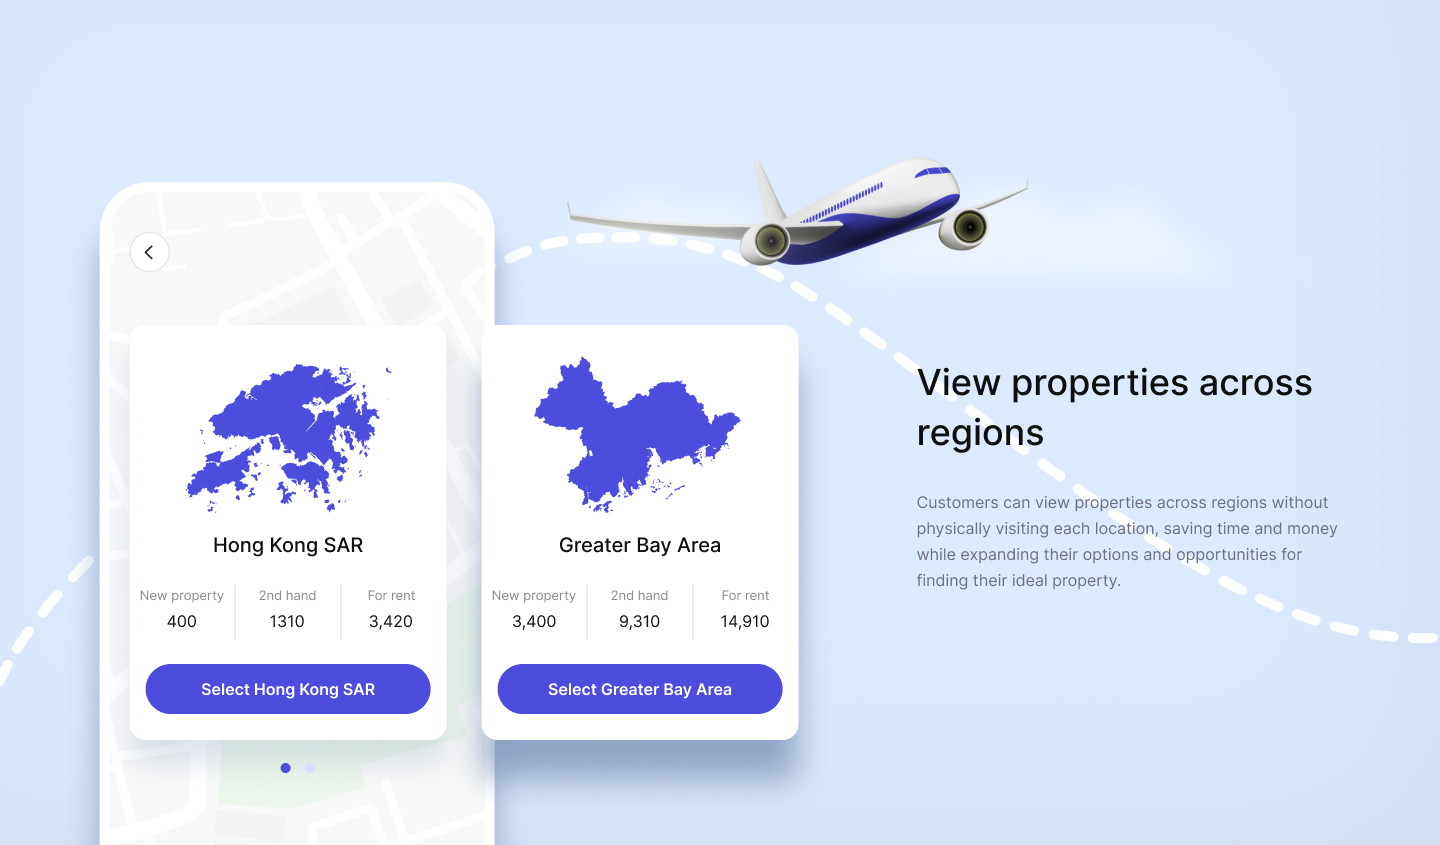 Hong Kong SAR
New property
2nd hand
For rent
400
1310
3,420
Select Hong Kong SAR
Greater Bay Area
New property
2nd hand
For rent
3,400
9,310
14,910
Select Greater Bay Area
View properties across
regions
Customers can view properties across regions without
physically visiting each location, saving time and money
while expanding their options and opportunities for
finding their ideal property.